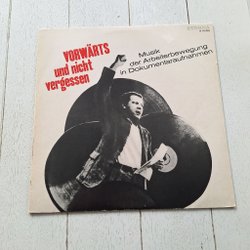 VORWÄRTS
und nicht
vergessen
Musik
der Arbeiterbewegung
in Dokumentaraufnahmen